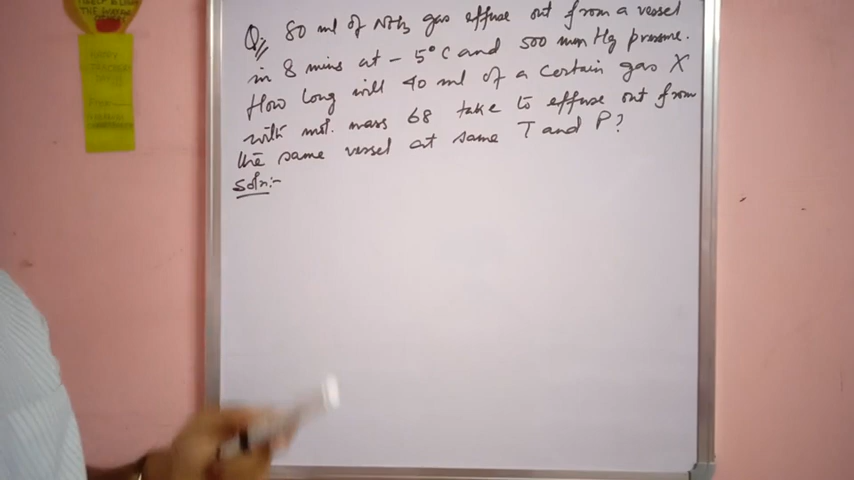 THE
Q: 80 ml of NH3 gas effuse out from a vessel
in 8 mins at - 5°C and 500 mm Hg pressure.
How long will 40 ml of a certain gas X
with mol. mass 68 take to effuse out from
the same vessel at same T and P?
Soln:-